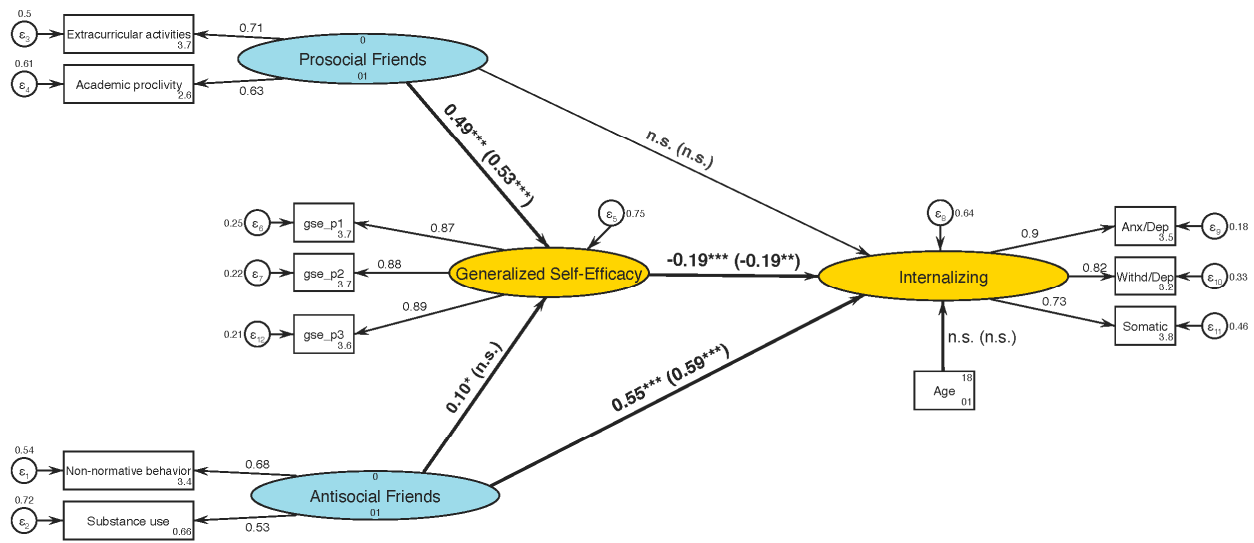 0.5
ε3
Extracurricular activities
3.7
0.71
0
Prosocial Friends
01
0.61
ε4
Academic proclivity
2.6
0.63
0.49*** (0.53***)
n.s. (n.s.)
0.25
ε6
gse_p1
3.7
0.87
ε5
0.75
ε8
0.64
0.9
Anx/Dep
3.5
ε9
0.18
0.22
ε7
gse_p2
3.7
0.88
Generalized Self-Efficacy
-0.19*** (-0.19**)
Internalizing
0.82
Withd/Dep
3.2
ε10
0.33
0.21
ε12
gse_p3
3.6
0.89
0.73
Somatic
3.8
ε11
0.46
n.s. (n.s.)
0.10* (n.s.)
0.55*** (0.59***)
18
Age
01
0.54
ε1
Non-normative behavior
3.4
0.68
0
Antisocial Friends
01
0.72
ε2
Substance use
0.66
0.53